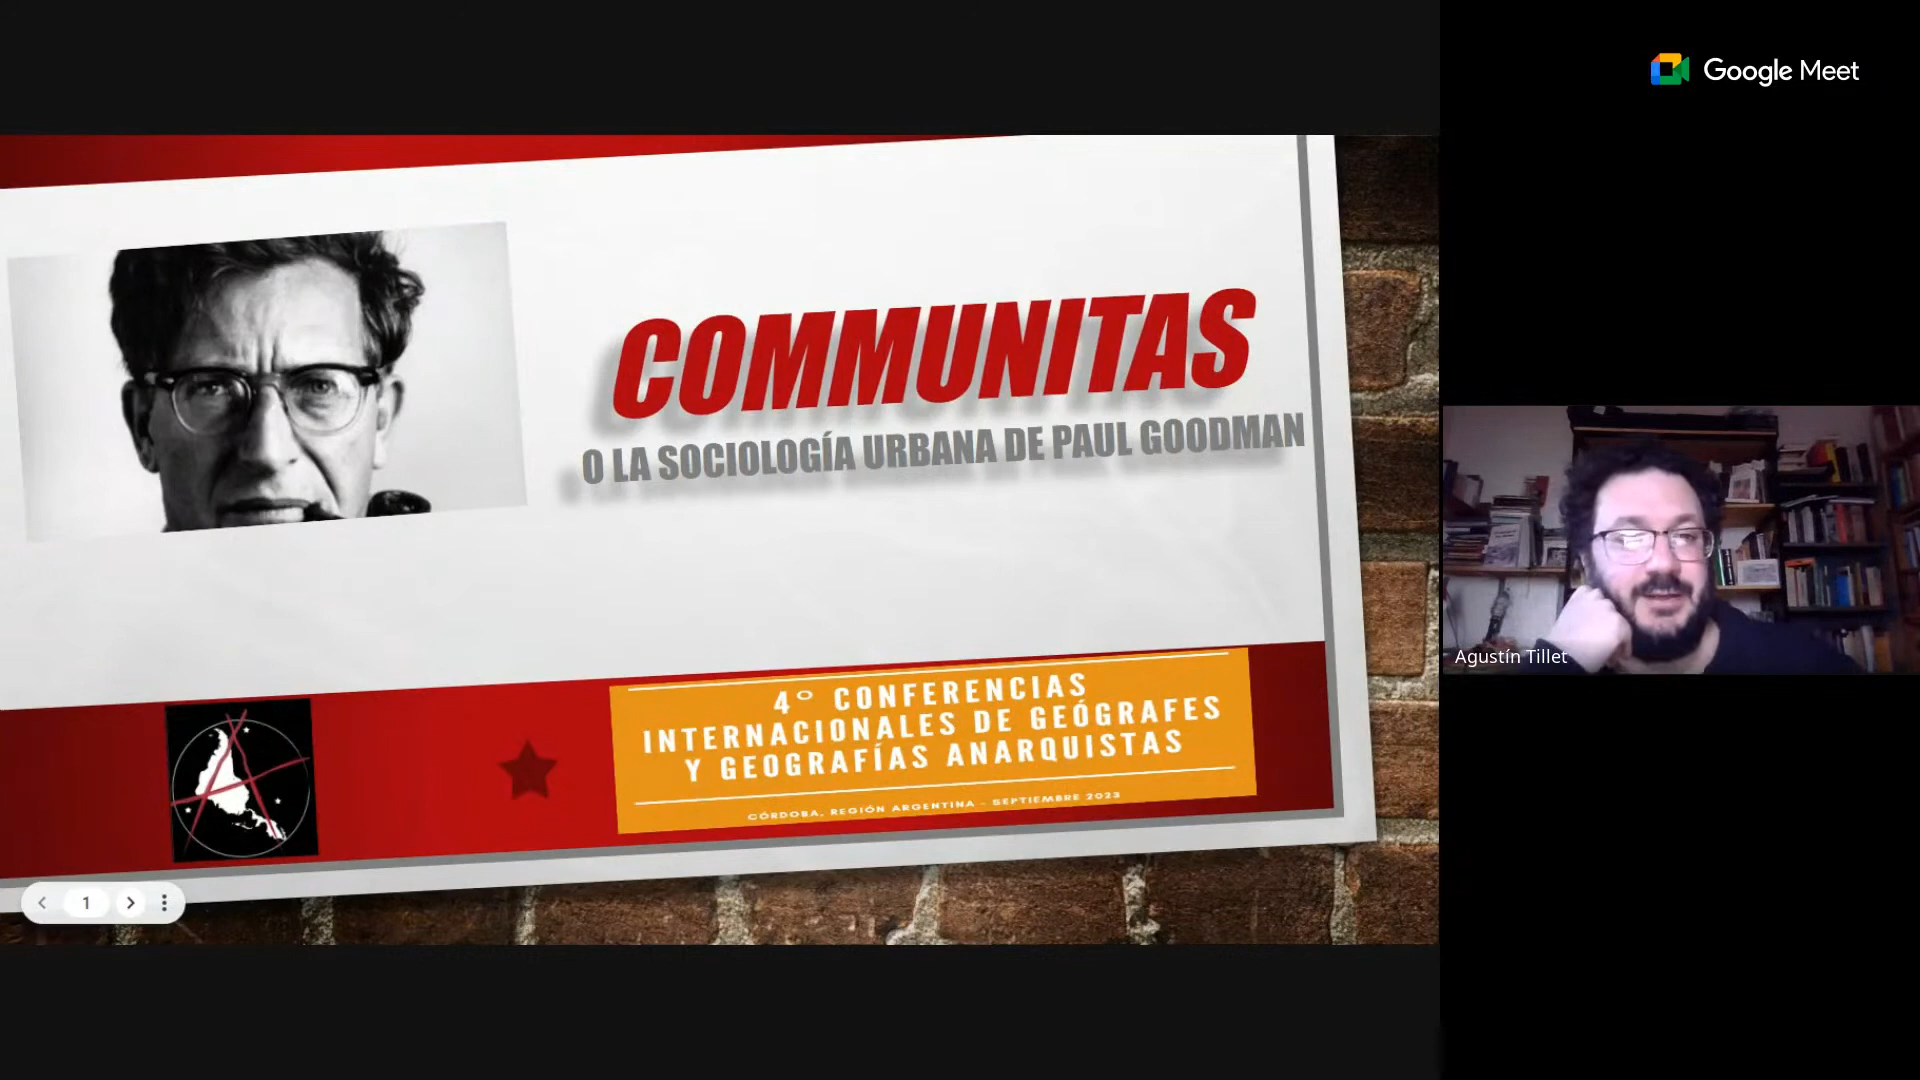 Google Meet
COMMUNITAS
O LA SOCIOLOGÍA URBANA DE PAUL GOODMAN
4º CONFERENCIAS
INTERNACIONALES DE GEÓGRAFES
Y GEOGRAFÍAS ANARQUISTAS
CÓRDOBA, REGIÓN ARGENTINA - SEPTIEMBRE 2023
Agustín Tillet
1